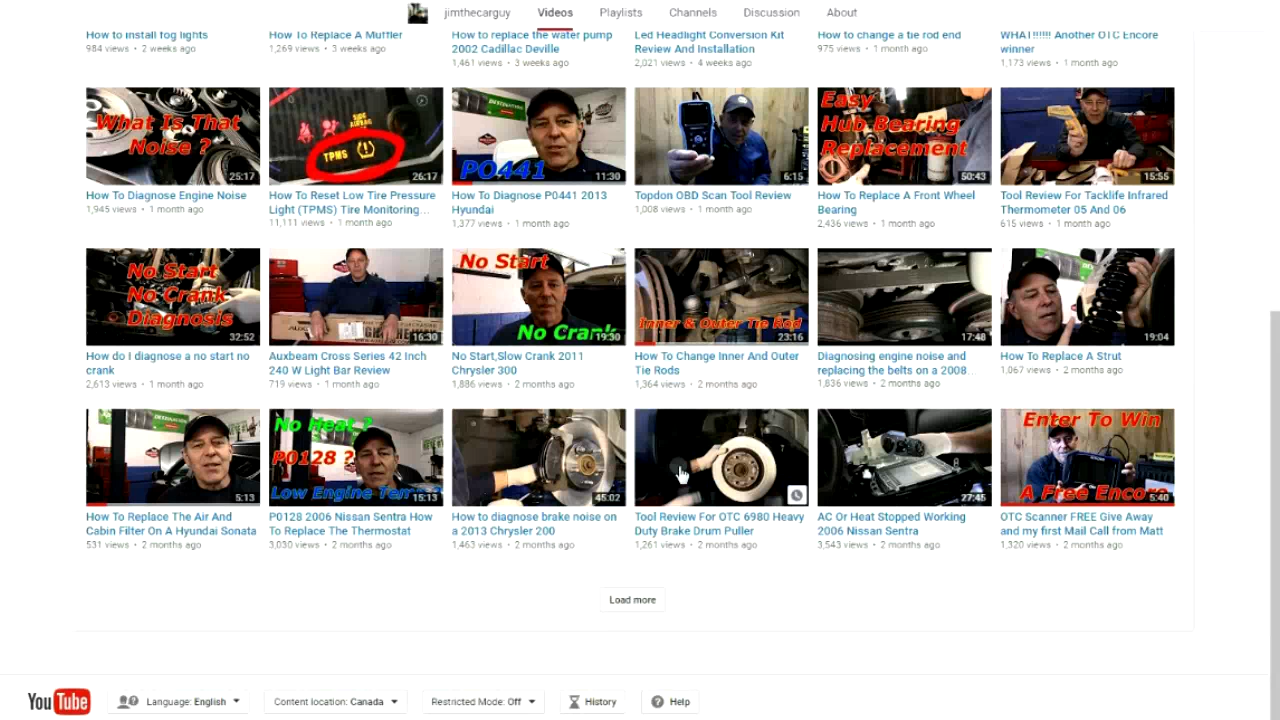 jimthecarguy Videos Playlists Channels Discussion About
How to install fog lights
984 views • 2 weeks ago
How To Replace A Muffler
1,269 views • 3 weeks ago
How to replace the water pump
2002 Cadillac Deville
1,461 views • 3 weeks ago
Led Headlight Conversion Kit
Review And Installation
2,021 views • 4 weeks ago
How to change a tie rod end
975 views • 1 month ago
WHAT!!!!!! Another OTC Encore
winner
1,173 views • 1 month ago
What Is That
Noise ?
25:17
How To Diagnose Engine Noise
1,945 views • 1 month ago
SIDE
AIRBAG
TPMS
26:17
How To Reset Low Tire Pressure
Light (TPMS) Tire Monitoring...
11,111 views • 1 month ago
PO441
11:30
How To Diagnose P0441 2013
Hyundai
1,377 views • 1 month ago
6:15
Topdon OBD Scan Tool Review
1,008 views • 1 month ago
Easy
Hub Bearing
Replacement
50:43
How To Replace A Front Wheel
Bearing
2,436 views • 1 month ago
15:55
Tool Review For Tacklife Infrared
Thermometer 05 And 06
615 views • 1 month ago
No Start
No Crank
Diagnosis
32:52
How do I diagnose a no start no
crank
2,613 views • 1 month ago
16:30
Auxbeam Cross Series 42 Inch
240 W Light Bar Review
719 views • 1 month ago
No Start
No Crank
19:30
No Start,Slow Crank 2011
Chrysler 300
1,886 views • 2 months ago
Inner & Outer Tie Rod
23:16
How To Change Inner And Outer
Tie Rods
1,364 views • 2 months ago
17:48
Diagnosing engine noise and
replacing the belts on a 2008...
1,836 views • 2 months ago
19:04
How To Replace A Strut
1,067 views • 2 months ago
5:13
How To Replace The Air And
Cabin Filter On A Hyundai Sonata
531 views • 2 months ago
No Heat ?
P0128 ?
Low Engine Temp
15:13
P0128 2006 Nissan Sentra How
To Replace The Thermostat
3,030 views • 2 months ago
45:02
How to diagnose brake noise on
a 2013 Chrysler 200
1,463 views • 2 months ago
Tool Review For OTC 6980 Heavy
Duty Brake Drum Puller
1,261 views • 2 months ago
27:45
AC Or Heat Stopped Working
2006 Nissan Sentra
3,543 views • 2 months ago
Enter To Win
A Free Encore
5:40
OTC Scanner FREE Give Away
and my first Mail Call from Matt
1,320 views • 2 months ago
Load more
YouTube Language: English Content location: Canada Restricted Mode: Off History Help